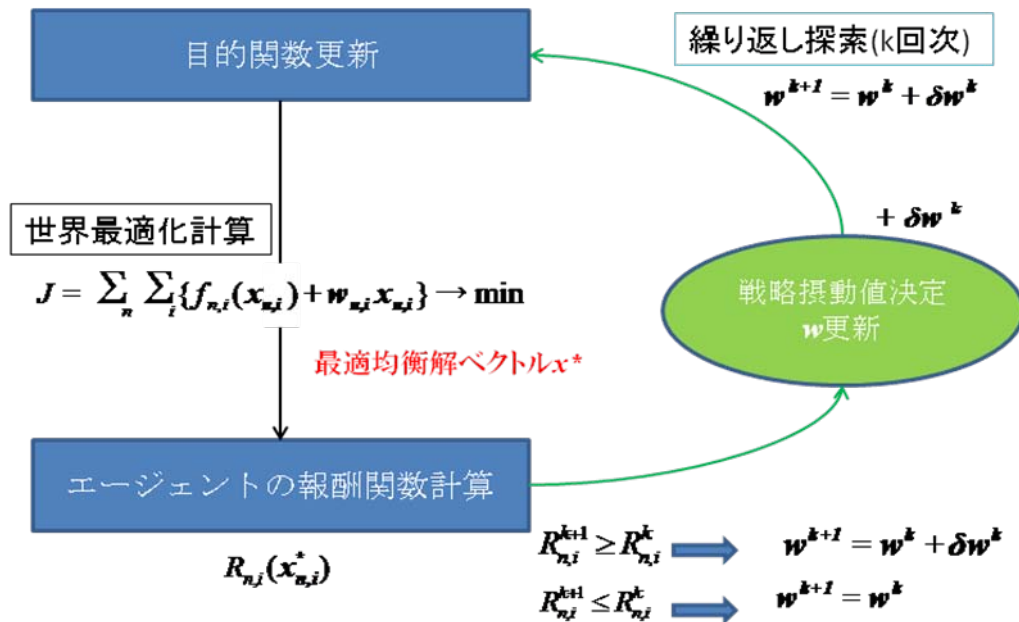 目的関数更新
繰り返し探索(k回次)
w^{k+1} = w^k + δw^k
+ δw^k
世界最適化計算
J = Σ_n Σ_i {f_{n,i}(x_{n,i}) + w_{n,i} x_{n,i}} → min
戦略摂動値決定
w更新
最適均衡解ベクトルx*
エージェントの報酬関数計算
R_{n,i}(x^*_{n,i})
R^{k+1}_{n,i} ≥ R^k_{n,i} w^{k+1} = w^k + δw^k
R^{k+1}_{n,i} ≤ R^k_{n,i} w^{k+1} = w^k